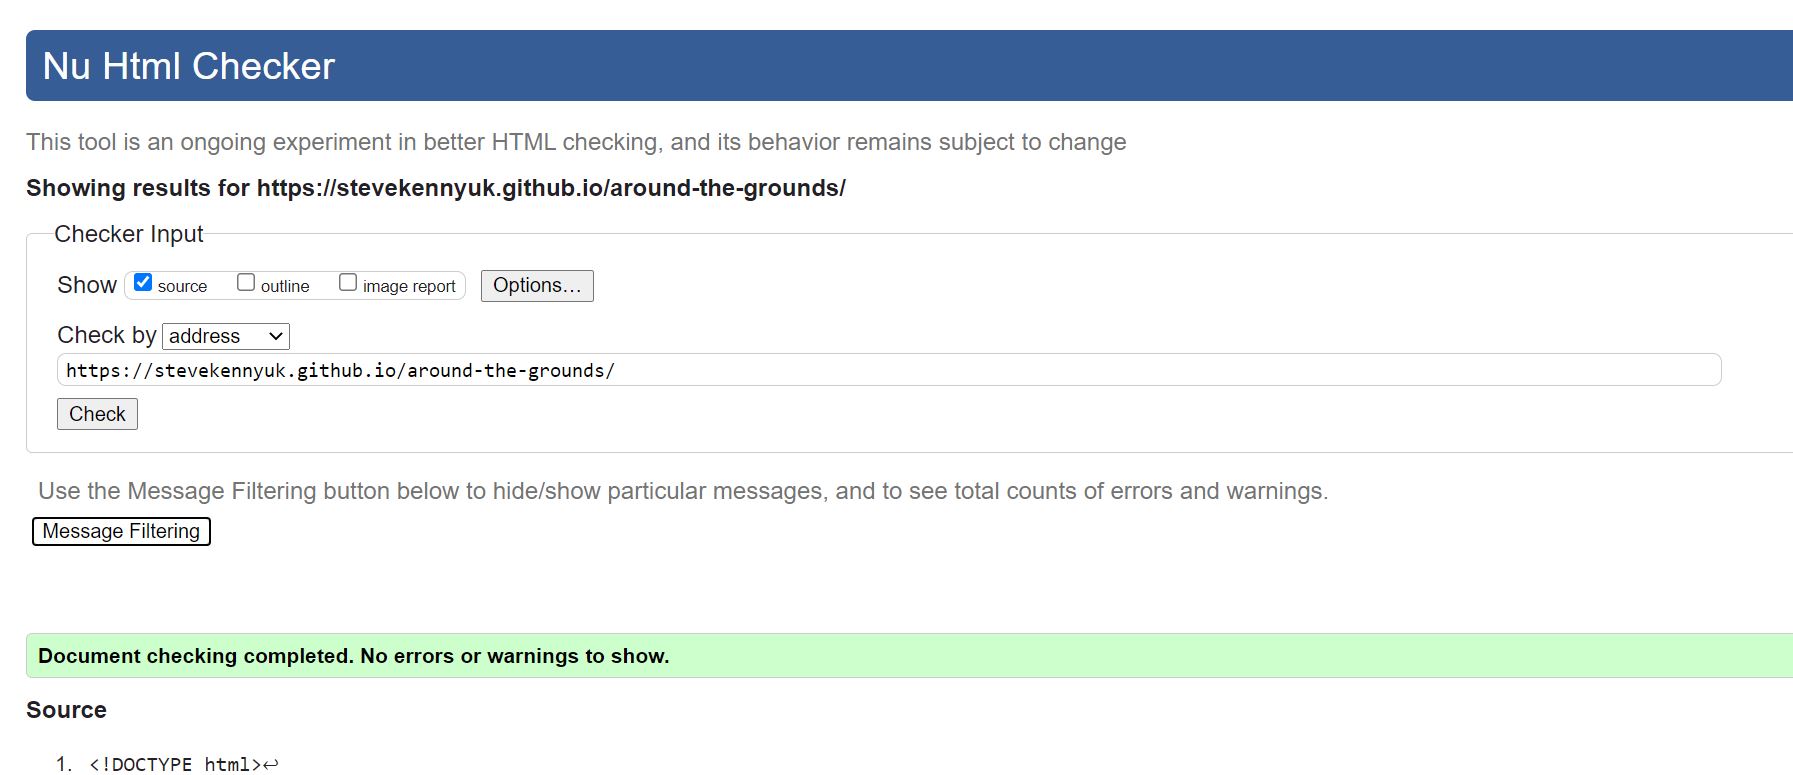 Nu Html Checker
This tool is an ongoing experiment in better HTML checking, and its behavior remains subject to change
Showing results for https://stevekennyuk.github.io/around-the-grounds/
Checker Input
Show source outline image report Options...
Check by address
https://stevekennyuk.github.io/around-the-grounds/
Check
Use the Message Filtering button below to hide/show particular messages, and to see total counts of errors and warnings.
Message Filtering
Document checking completed. No errors or warnings to show.
Source
1. <!DOCTYPE html>↩